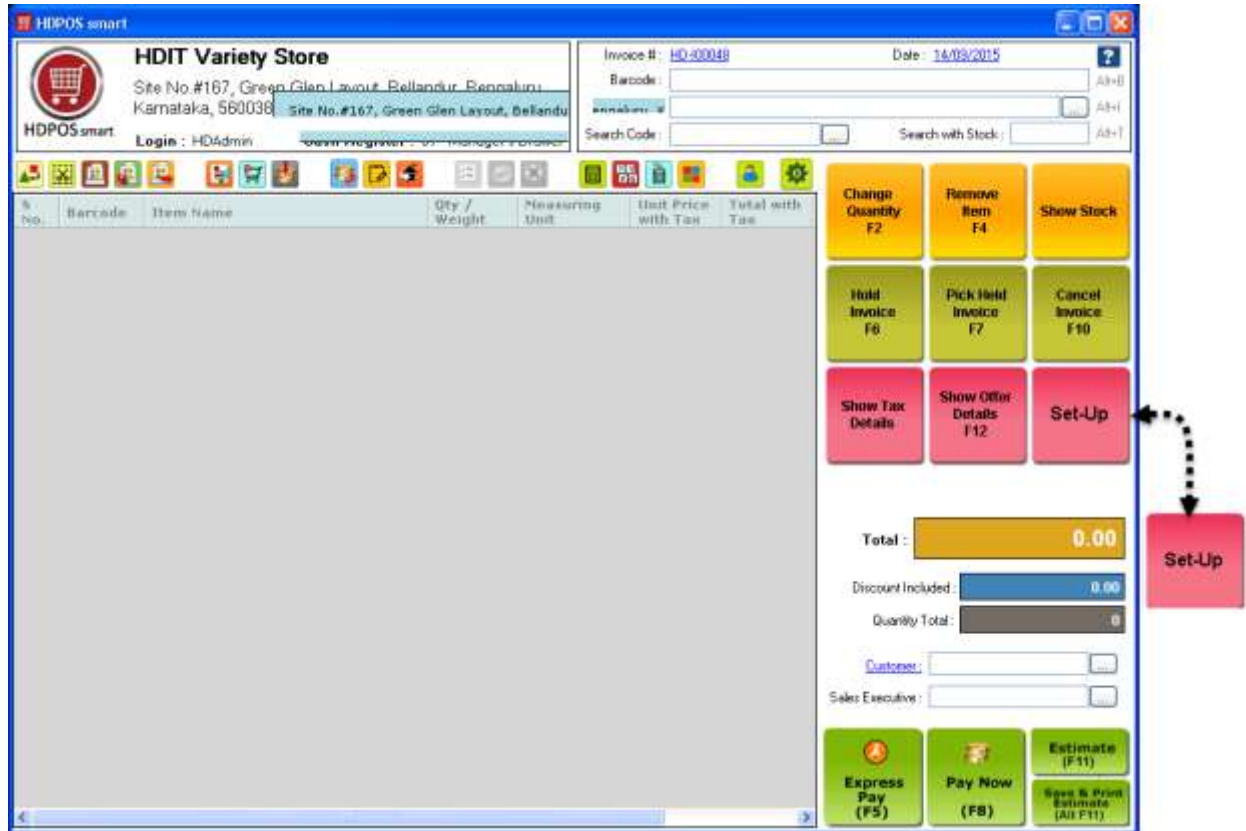 HDPOS smart
HDIT Variety Store
Site No.#167, Green Glen Layout, Bellandur, Bengaluru
Karnataka, 560038
Site No.#167, Green Glen Layout, Bellandu
HDPOS smart
Login : HDAdmin
Invoice # : HD-I00048
Date : 14/09/2015
?
Barcode :
Alt+B
...
Alt+I
Search Code :
...
Search with Stock :
Alt+T
S No.
Barcode
Item Name
Qty / Weight
Measuring Unit
Unit Price with Tax
Total with Tax
Change Quantity F2
Remove Item F4
Show Stock
Hold Invoice F6
Pick Held Invoice F7
Cancel Invoice F10
Show Tax Details
Show Offer Details F12
Set-Up
Set-Up
Total : 0.00
Discount Included : 0.00
Quantity Total : 0
Customer : ...
Sales Executive : ...
Express Pay (F5)
Pay Now (F8)
Estimate (F11)
Save & Print Estimate (Alt F11)